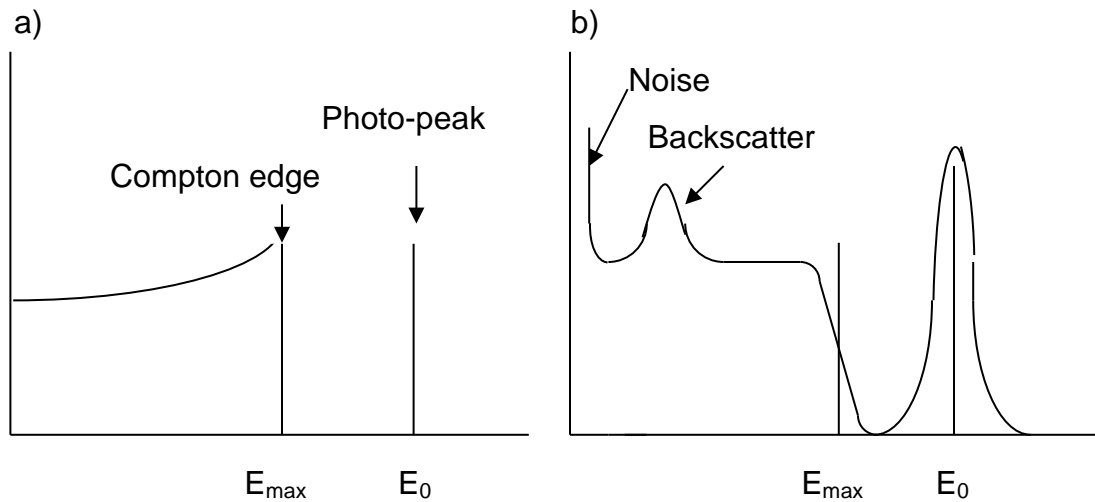 a)
Photo-peak
Compton edge
E_max E_0
b)
Noise
Backscatter
E_max E_0